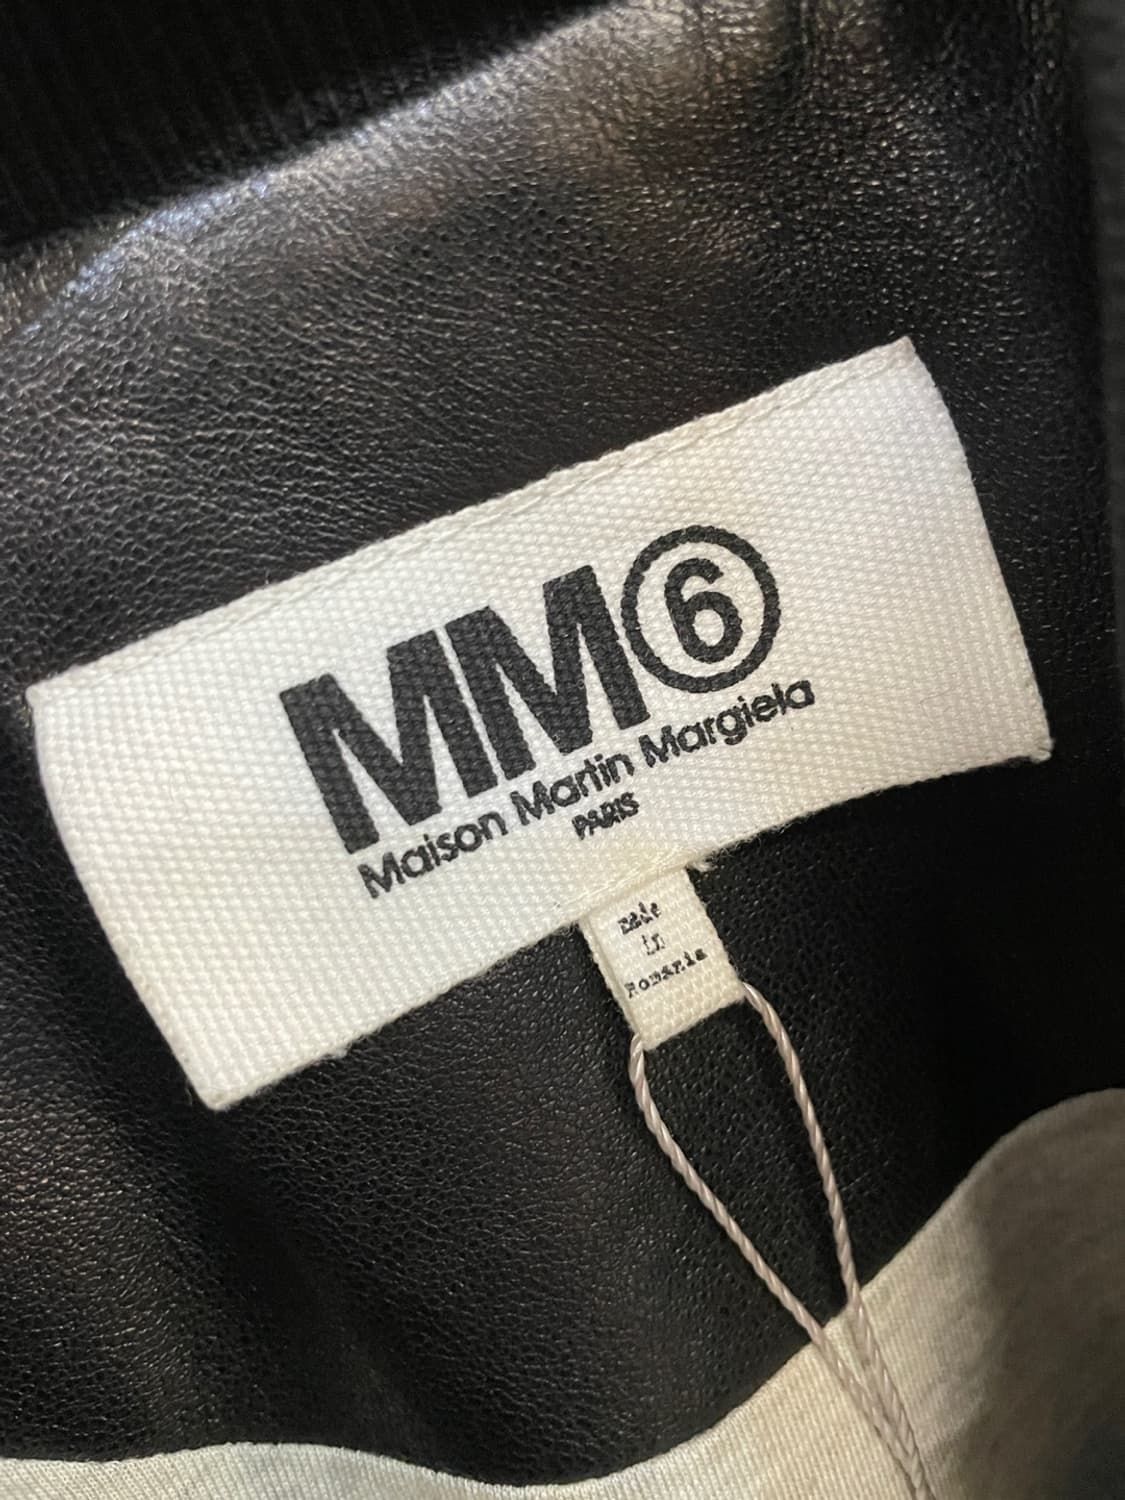 MM⑥
Maison Martin Margiela
PARIS
made
in
Romania